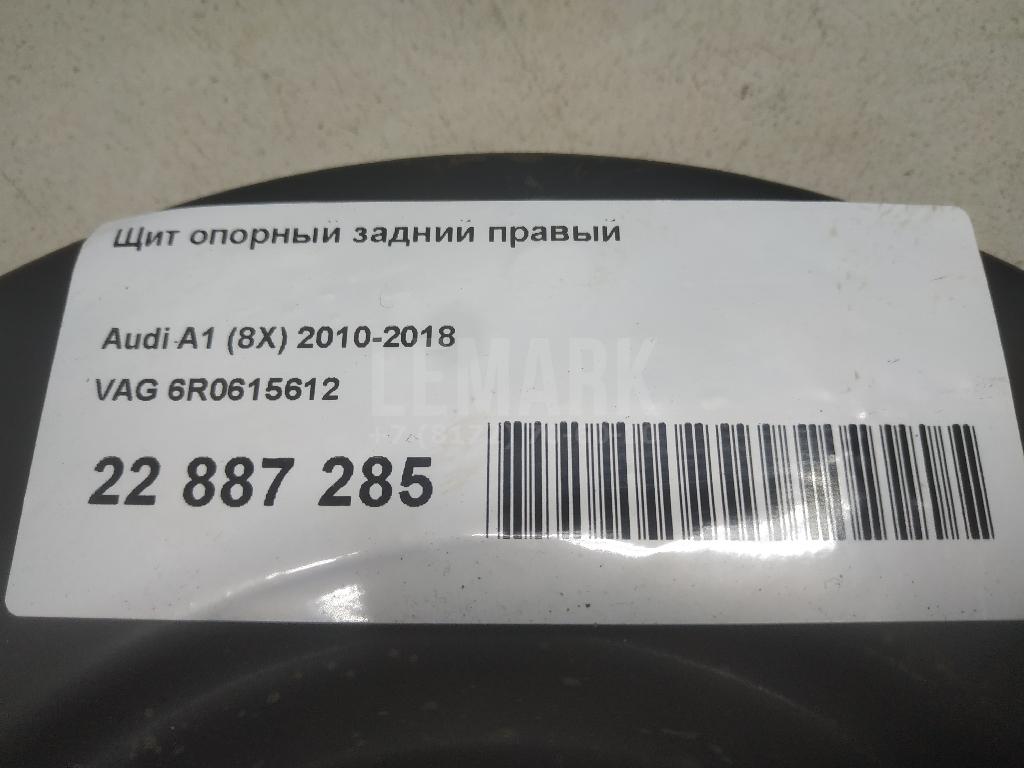 Щит опорный задний правый
Audi A1 (8X) 2010-2018
LEMARK
VAG 6R0615612
22 887 285